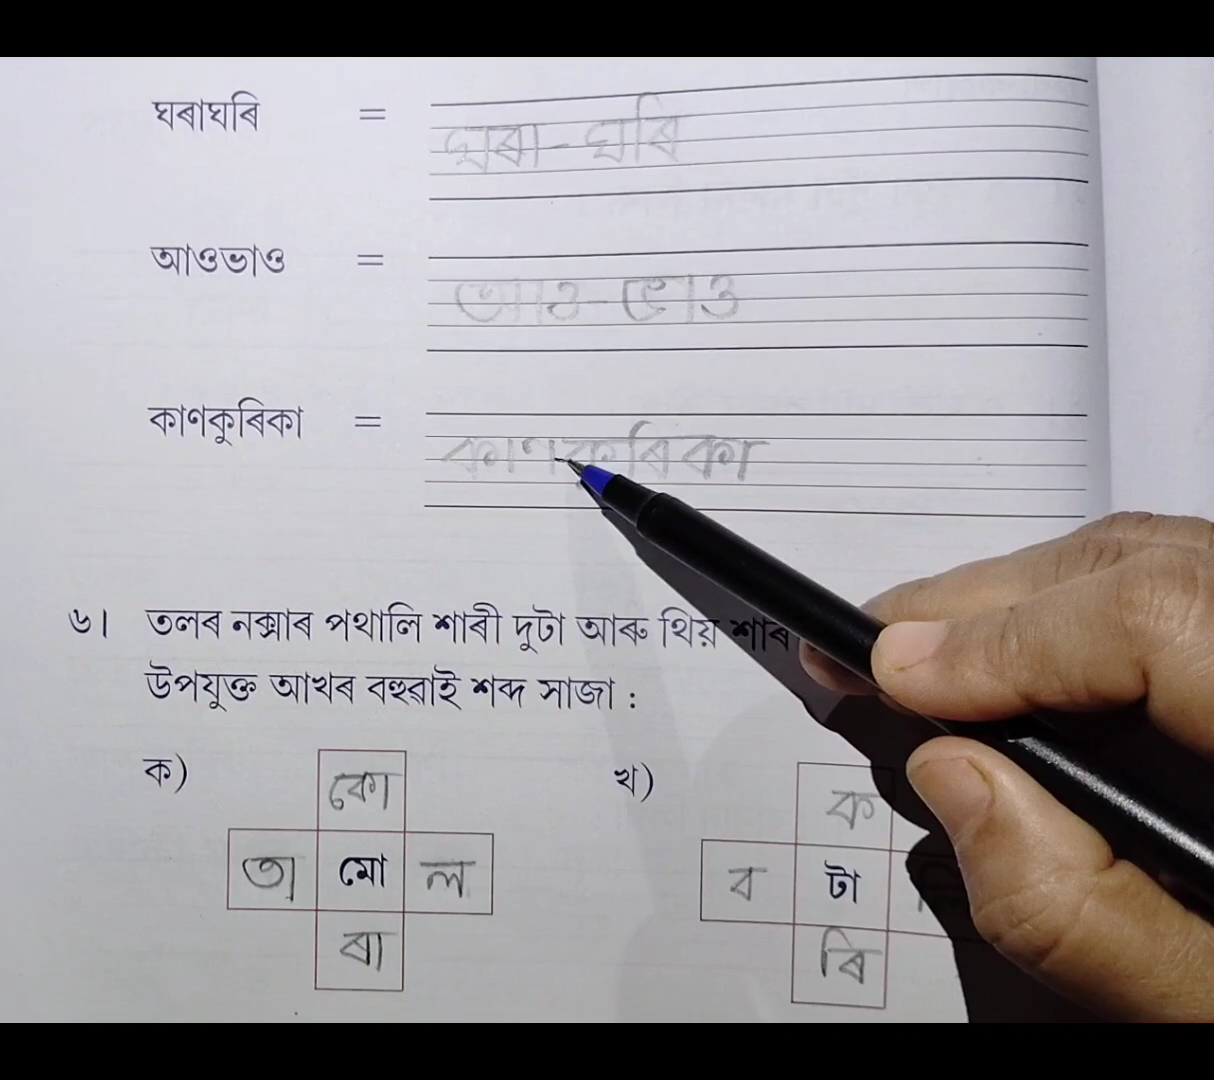 ঘৰাঘৰি = ঘৰা-ঘৰি
আওভাও = আও-ভাও
কাণকুৰিকা = কাণকুৰিকা
৬। তলৰ নক্সাৰ পথালি শাৰী দুটা আৰু থিয়
উপযুক্ত আখৰ বহুৱাই শব্দ সাজা :
ক) কো
তা মো ল
ৰা
খ) ক
ব টা
ৰি